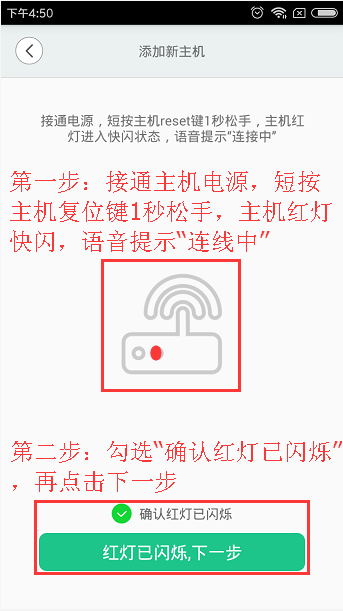 下午4:50
添加新主机
接通电源，短按主机reset键1秒松手，主机红
灯进入快闪状态，语音提示“连接中”
第一步：接通主机电源，短按
主机复位键1秒松手，主机红灯
快闪，语音提示“连线中”
第二步：勾选“确认红灯已闪烁”
，再点击下一步
确认红灯已闪烁
红灯已闪烁,下一步